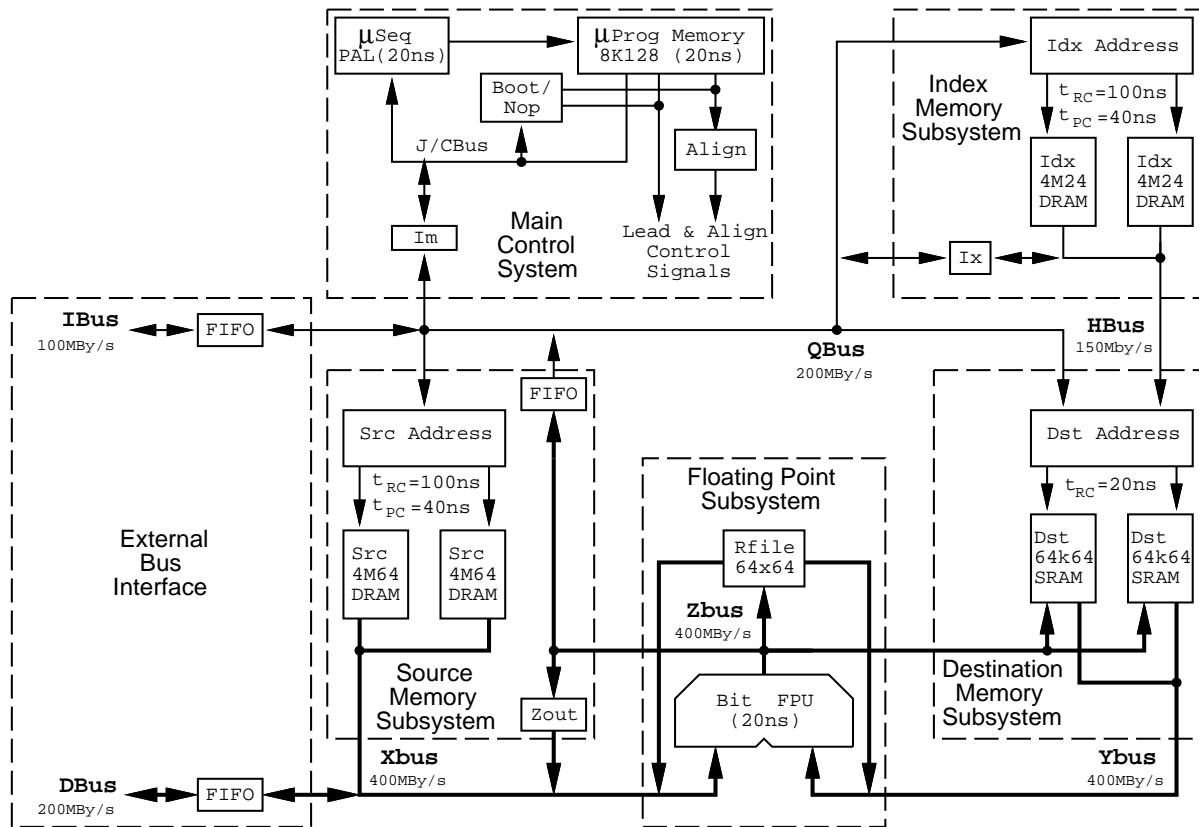 μSeq
PAL(20ns)
μProg Memory
8K128 (20ns)
Boot/
Nop
J/CBus
Align
Im
Main
Control
System
Lead & Align
Control
Signals
Idx Address
Index
Memory
Subsystem
tRC=100ns
tPC=40ns
Idx
4M24
DRAM
Idx
4M24
DRAM
Ix
IBus
100MBy/s
FIFO
QBus
200MBy/s
HBus
150Mby/s
FIFO
Src Address
tRC=100ns
tPC=40ns
Src
4M64
DRAM
Src
4M64
DRAM
Source
Memory
Subsystem
Zout
External
Bus
Interface
Floating Point
Subsystem
Rfile
64x64
Zbus
400MBy/s
Bit FPU
(20ns)
Dst Address
tRC=20ns
Dst
64k64
SRAM
Dst
64k64
SRAM
Destination
Memory
Subsystem
DBus
200MBy/s
FIFO
Xbus
400MBy/s
Ybus
400MBy/s